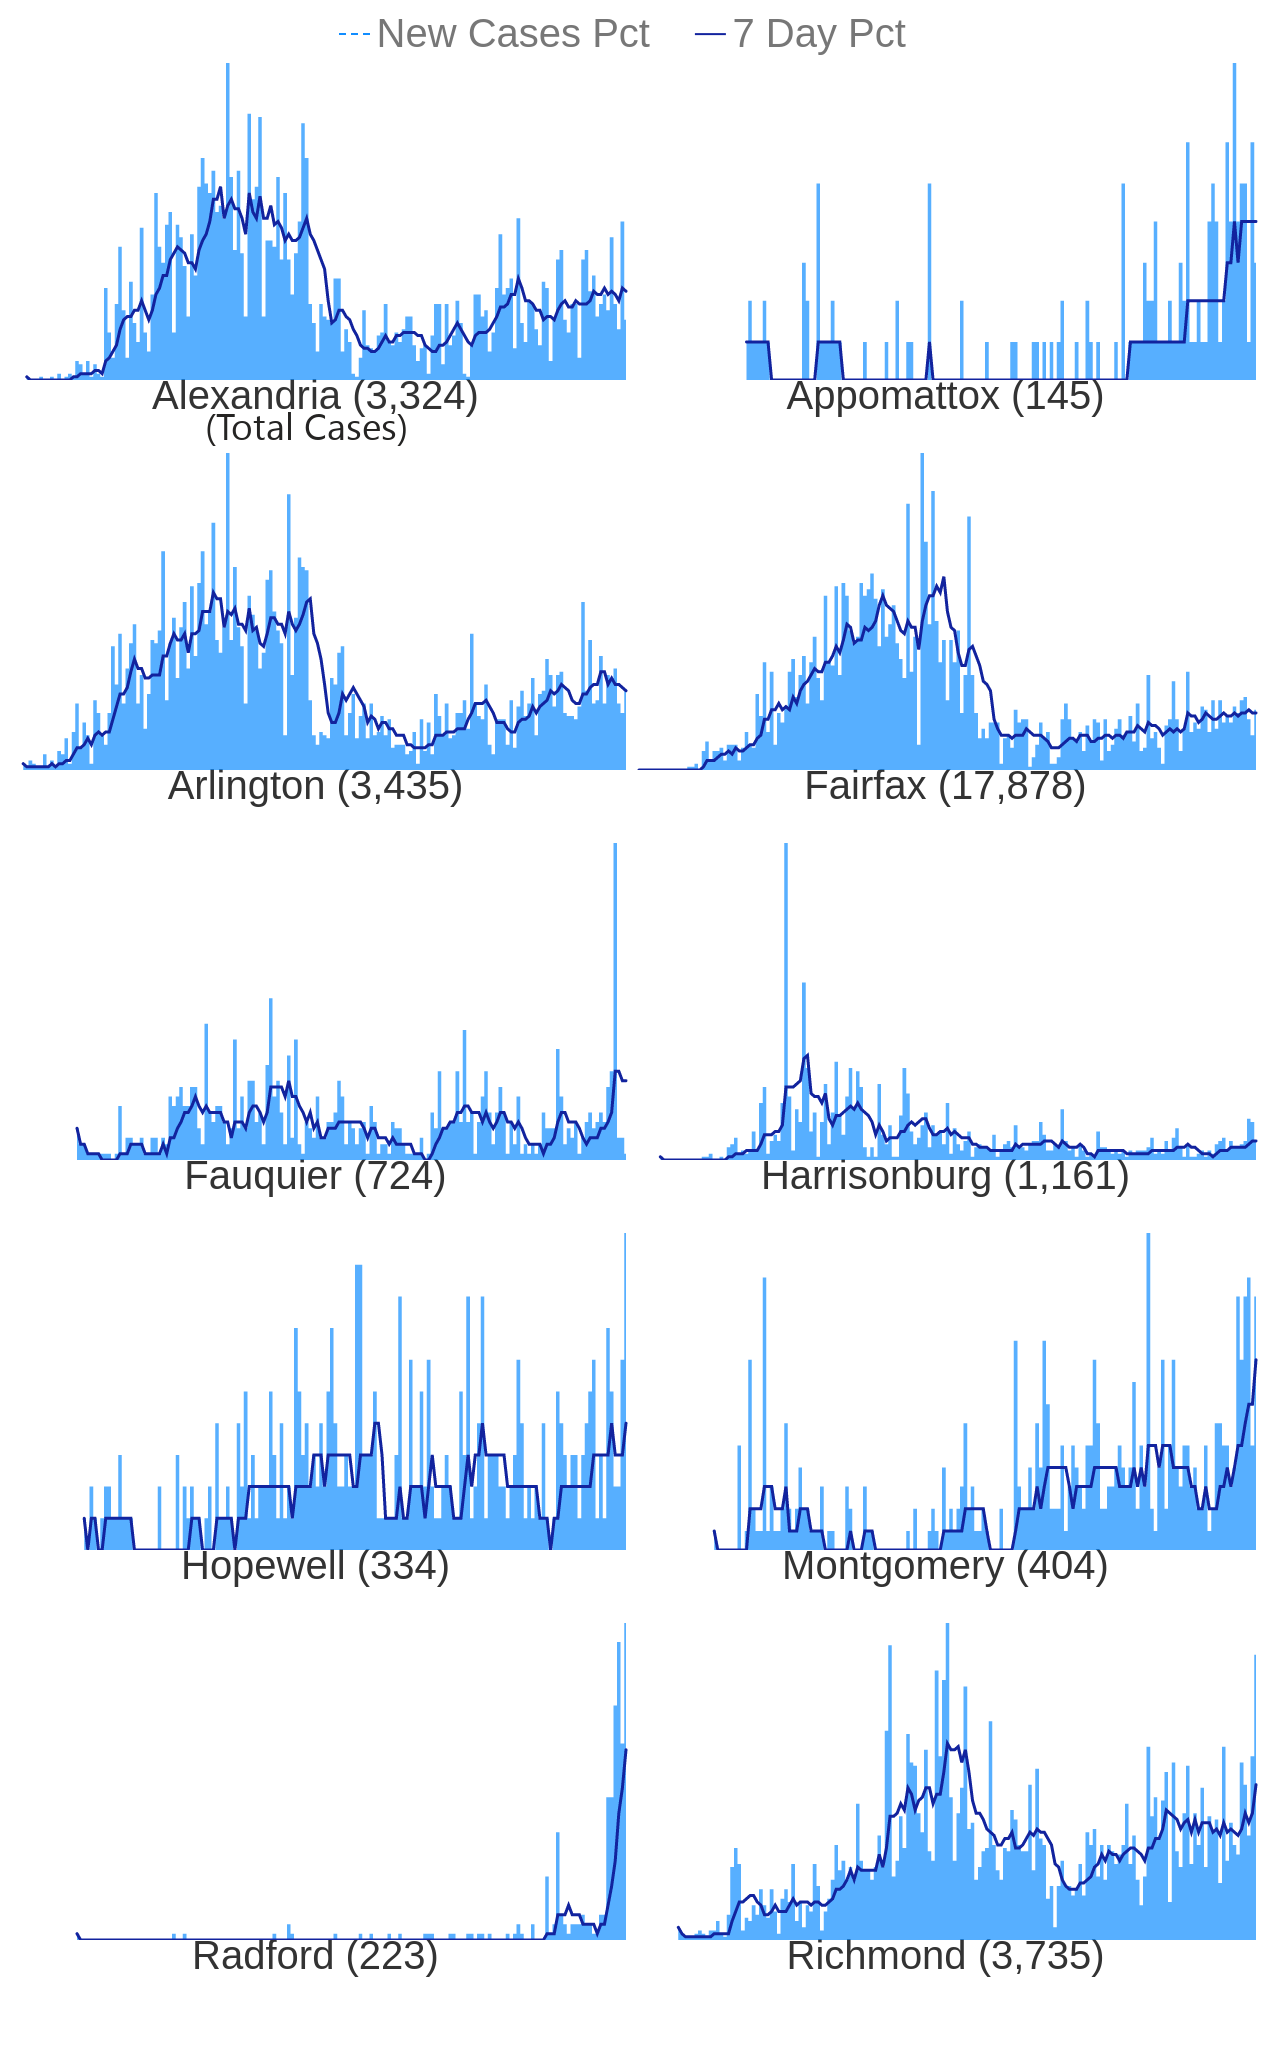 New Cases Pct 7 Day Pct
Alexandria (3,324) Appomattox (145)
(Total Cases)
Arlington (3,435) Fairfax (17,878)
Fauquier (724) Harrisonburg (1,161)
Hopewell (334) Montgomery (404)
Radford (223) Richmond (3,735)